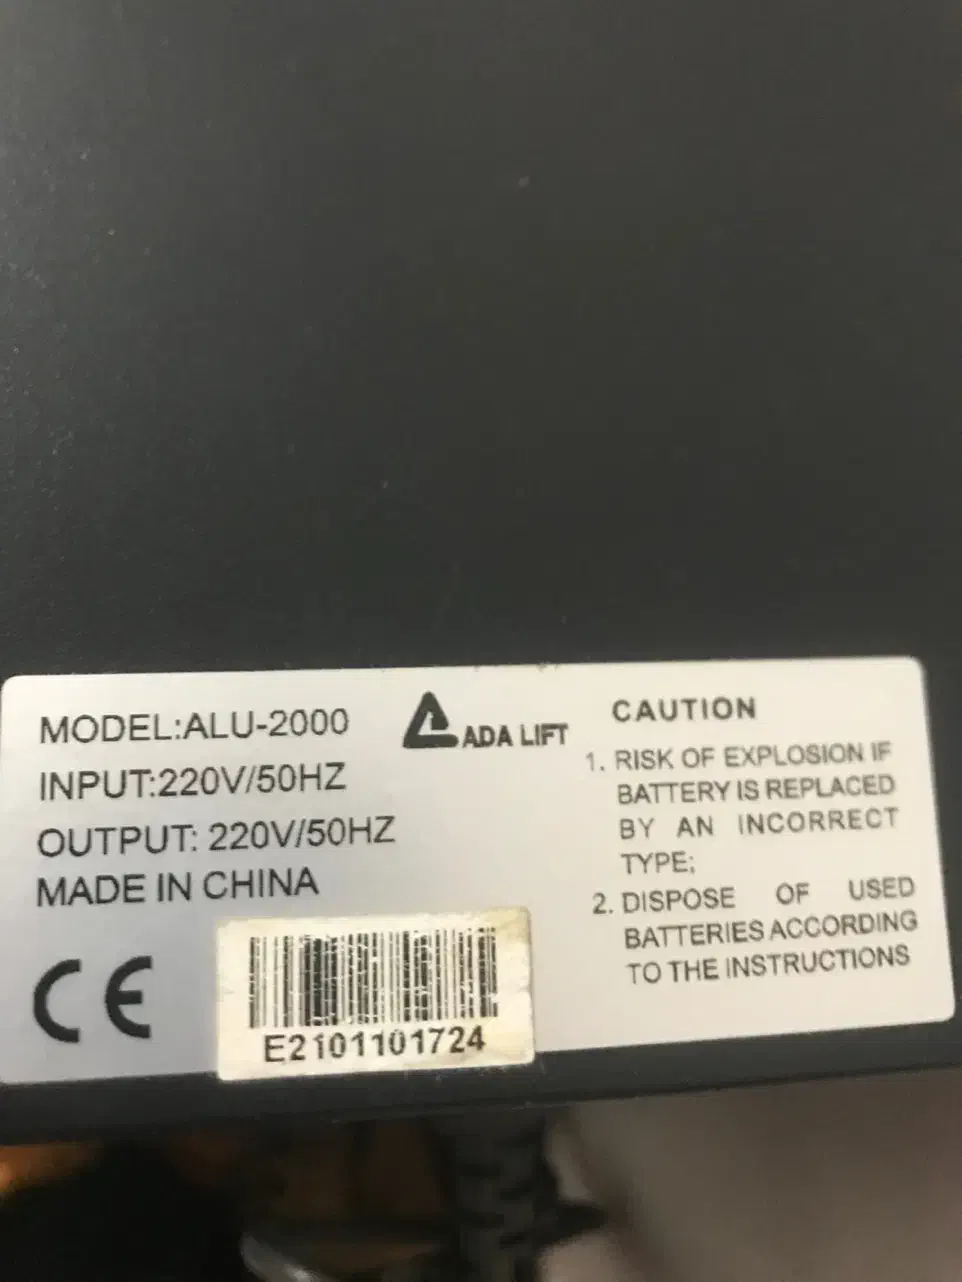 MODEL:ALU-2000
INPUT:220V/50HZ
OUTPUT: 220V/50HZ
MADE IN CHINA
CE
E2101101724
ADA LIFT
CAUTION
1. RISK OF EXPLOSION IF
BATTERY IS REPLACED
BY AN INCORRECT
TYPE;
2. DISPOSE OF USED
BATTERIES ACCORDING
TO THE INSTRUCTIONS